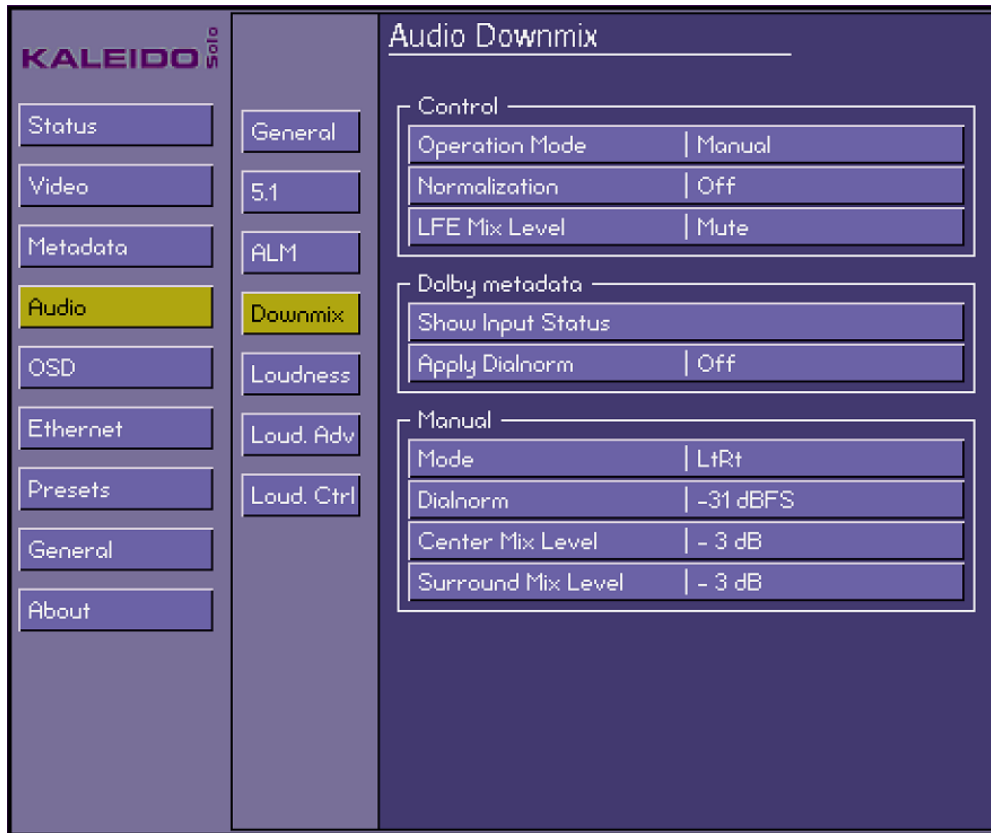 KALEIDO Solo
Status
Video
Metadata
Audio
OSD
Ethernet
Presets
General
About
General
5.1
ALM
Downmix
Loudness
Loud. Adv
Loud. Ctrl
Audio Downmix
Control
Operation Mode | Manual
Normalization | Off
LFE Mix Level | Mute
Dolby metadata
Show Input Status
Apply Dialnorm | Off
Manual
Mode | LtRt
Dialnorm | -31 dBFS
Center Mix Level | - 3 dB
Surround Mix Level | - 3 dB